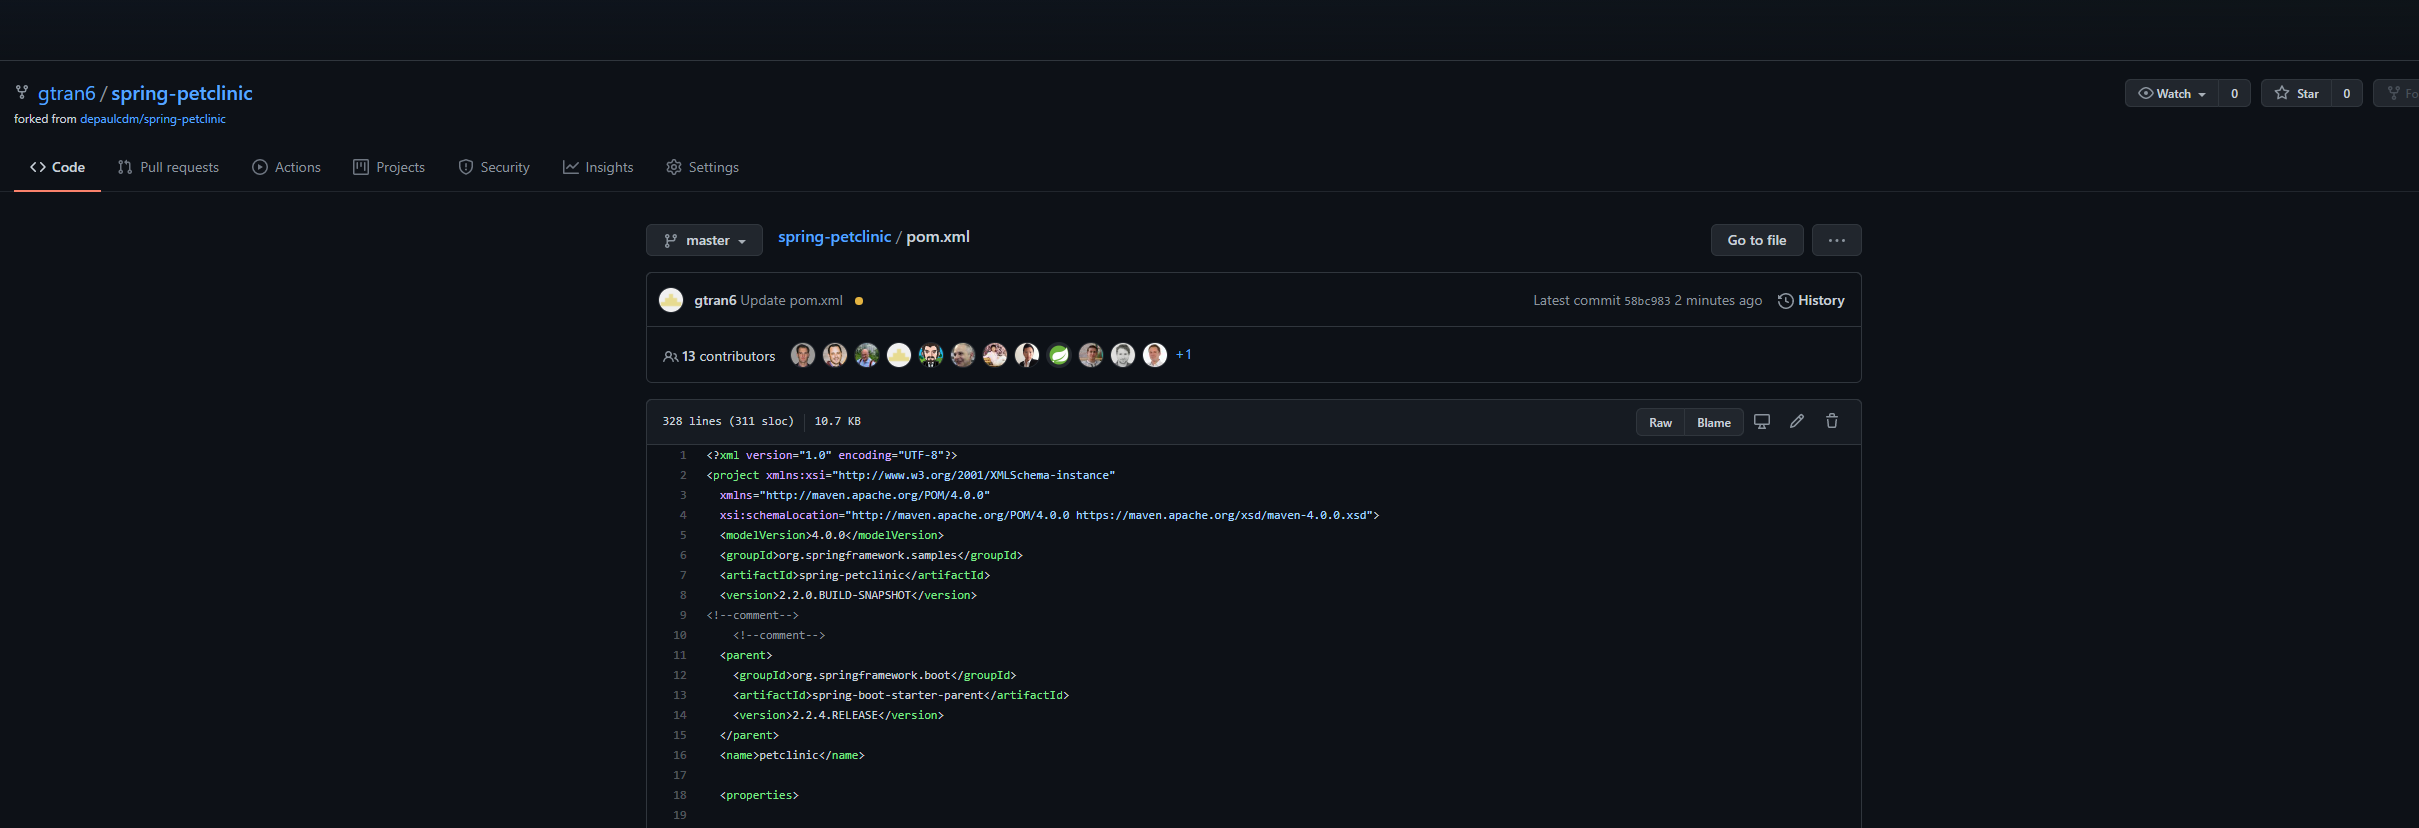 gtran6 / spring-petclinic
Watch 0 Star 0 Fo
forked from depaulcdm/spring-petclinic
Code Pull requests Actions Projects Security Insights Settings
master spring-petclinic / pom.xml Go to file ...
gtran6 Update pom.xml Latest commit 58bc983 2 minutes ago History
13 contributors +1
328 lines (311 sloc) 10.7 KB Raw Blame
1 <?xml version="1.0" encoding="UTF-8"?>
2 <project xmlns:xsi="http://www.w3.org/2001/XMLSchema-instance"
3 xmlns="http://maven.apache.org/POM/4.0.0"
4 xsi:schemaLocation="http://maven.apache.org/POM/4.0.0 https://maven.apache.org/xsd/maven-4.0.0.xsd">
5 <modelVersion>4.0.0</modelVersion>
6 <groupId>org.springframework.samples</groupId>
7 <artifactId>spring-petclinic</artifactId>
8 <version>2.2.0.BUILD-SNAPSHOT</version>
9 <!--comment-->
10 <!--comment-->
11 <parent>
12 <groupId>org.springframework.boot</groupId>
13 <artifactId>spring-boot-starter-parent</artifactId>
14 <version>2.2.4.RELEASE</version>
15 </parent>
16 <name>petclinic</name>
17
18 <properties>
19